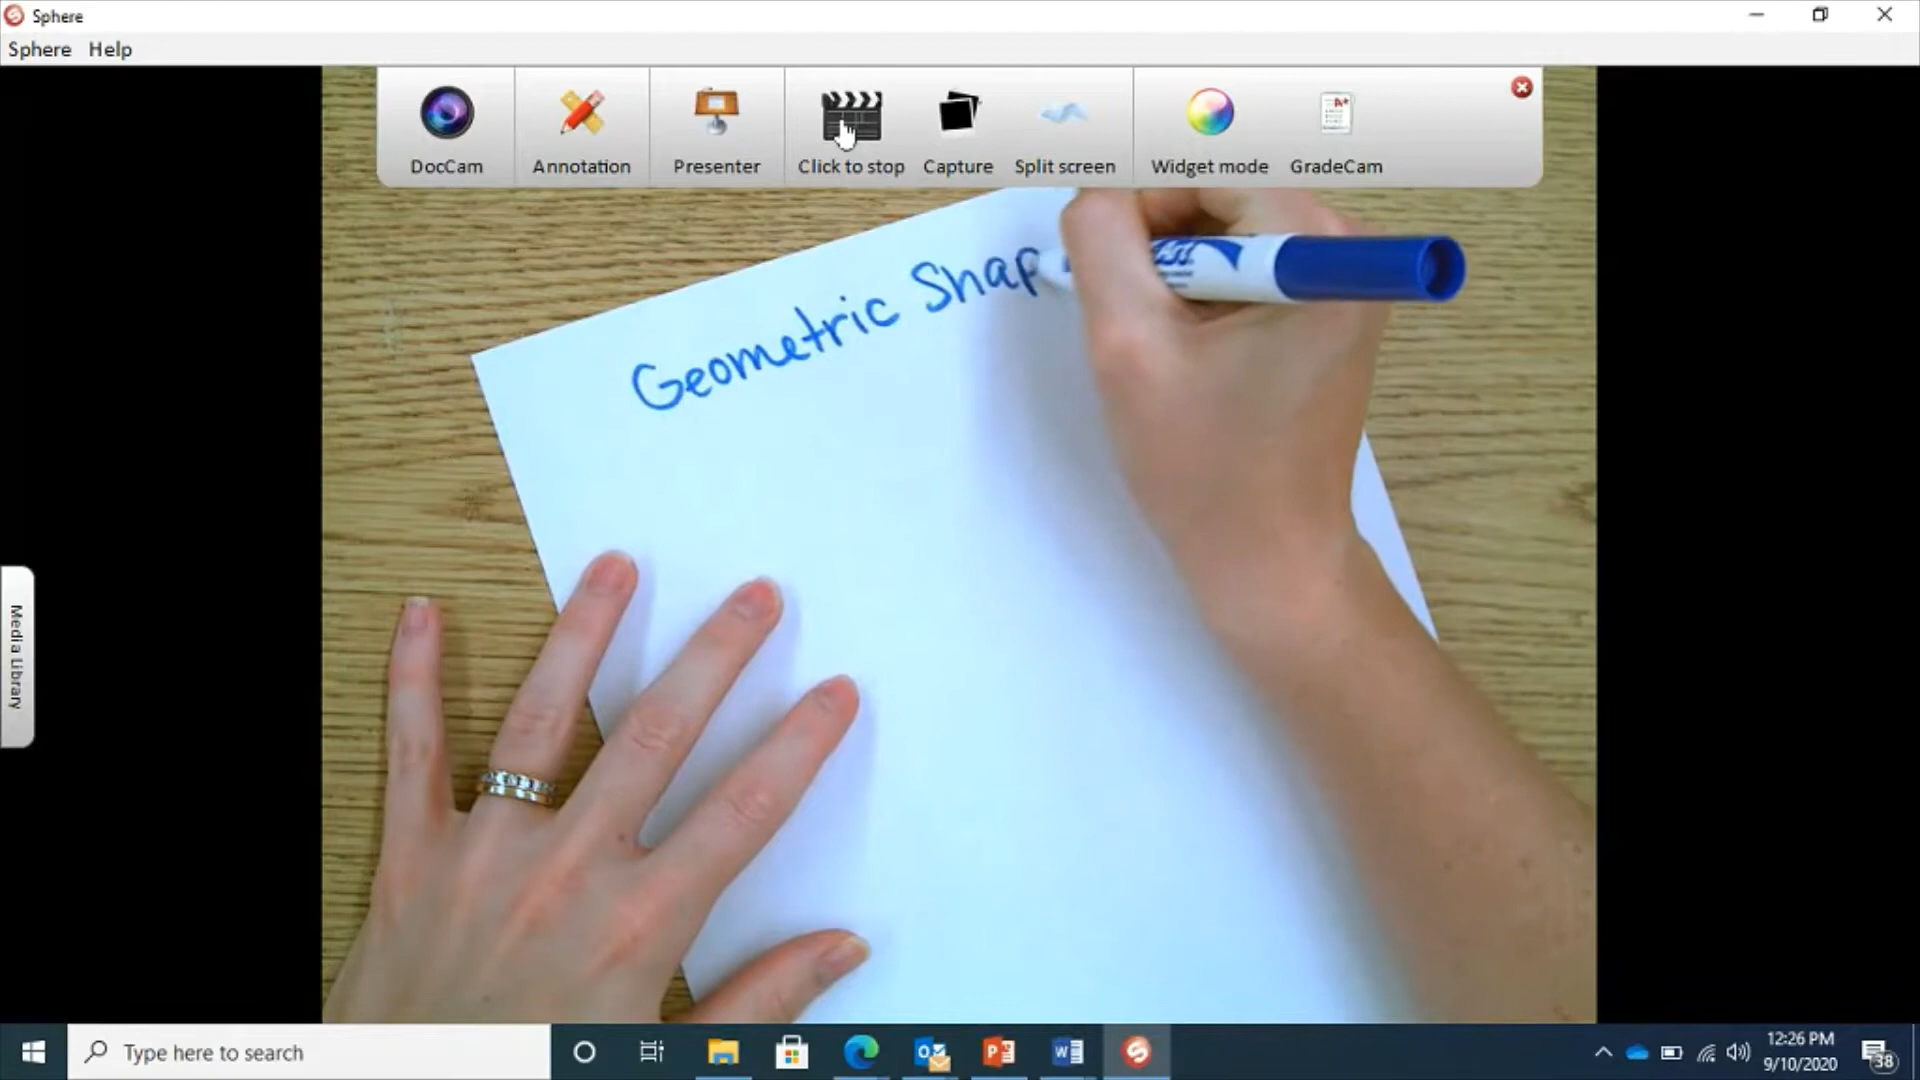 Sphere
Sphere Help
DocCam Annotation Presenter Click to stop Capture Split screen Widget mode GradeCam
A+
Geometric Shap
Media Library
Type here to search
12:26 PM
9/10/2020
38